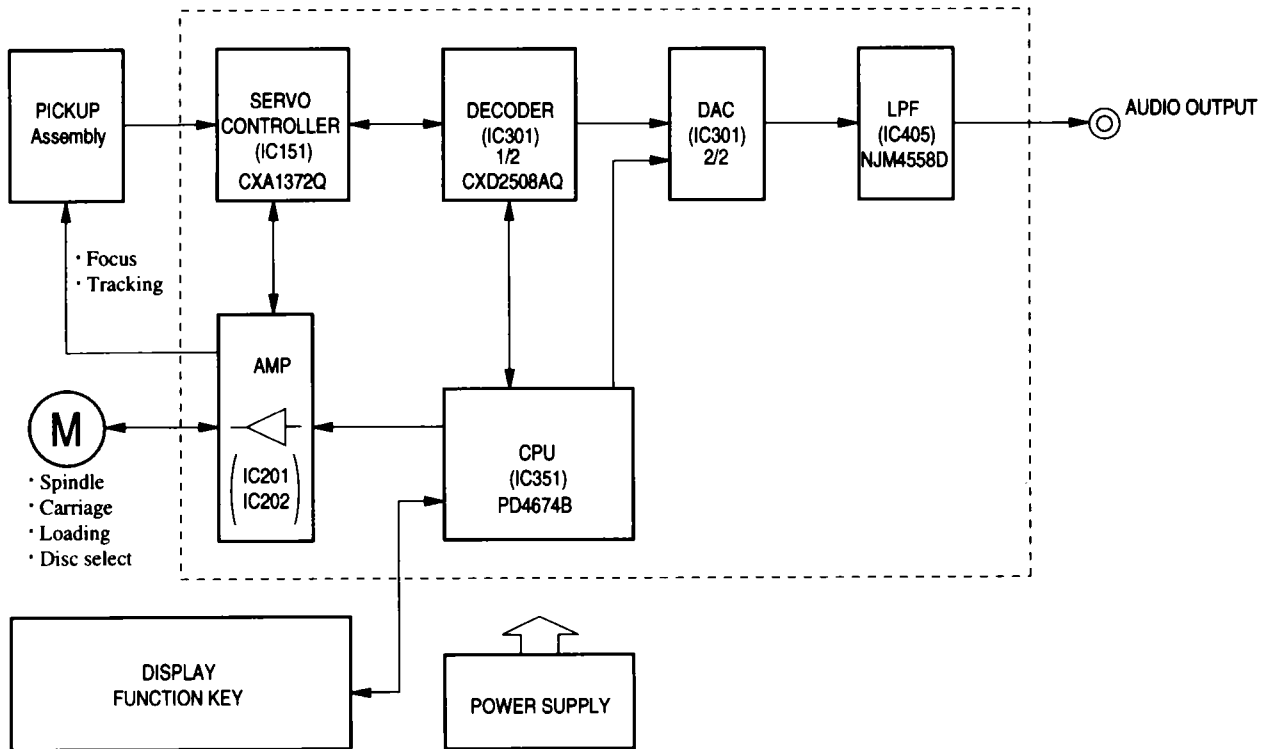 PICKUP
Assembly
SERVO
CONTROLLER
(IC151)
CXA1372Q
DECODER
(IC301)
1/2
CXD2508AQ
DAC
(IC301)
2/2
LPF
(IC405)
NJM4558D
AUDIO OUTPUT
· Focus
· Tracking
AMP
(IC201
IC202)
M
· Spindle
· Carriage
· Loading
· Disc select
CPU
(IC351)
PD4674B
DISPLAY
FUNCTION KEY
POWER SUPPLY